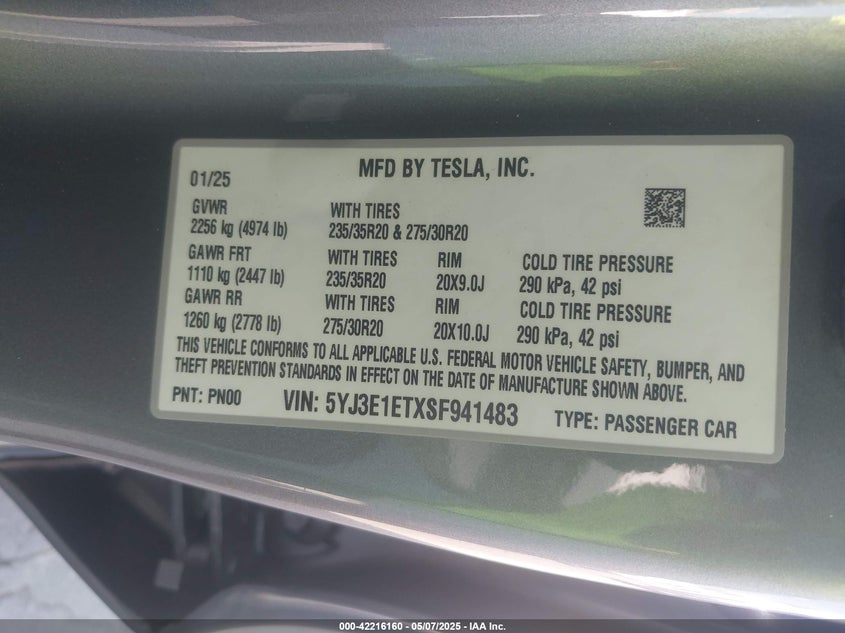 MFD BY TESLA, INC.
01/25
GVWR WITH TIRES
2256 kg (4974 lb) 235/35R20 & 275/30R20
GAWR FRT WITH TIRES RIM COLD TIRE PRESSURE
1110 kg (2447 lb) 235/35R20 20X9.0J 290 kPa, 42 psi
GAWR RR WITH TIRES RIM COLD TIRE PRESSURE
1260 kg (2778 lb) 275/30R20 20X10.0J 290 kPa, 42 psi
THIS VEHICLE CONFORMS TO ALL APPLICABLE U.S. FEDERAL MOTOR VEHICLE SAFETY, BUMPER, AND
THEFT PREVENTION STANDARDS IN EFFECT ON THE DATE OF MANUFACTURE SHOWN ABOVE.
PNT: PN00 VIN: 5YJ3E1ETXSF941483 TYPE: PASSENGER CAR
000-42216160 — 05/07/2025 — IAA Inc.